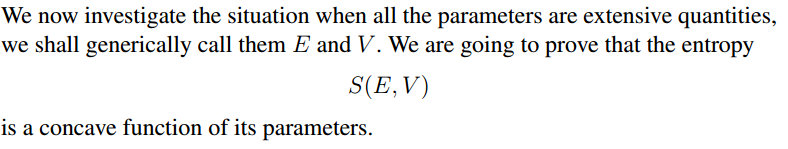 We now investigate the situation when all the parameters are extensive quantities,
we shall generically call them E and V. We are going to prove that the entropy
S(E, V)
is a concave function of its parameters.